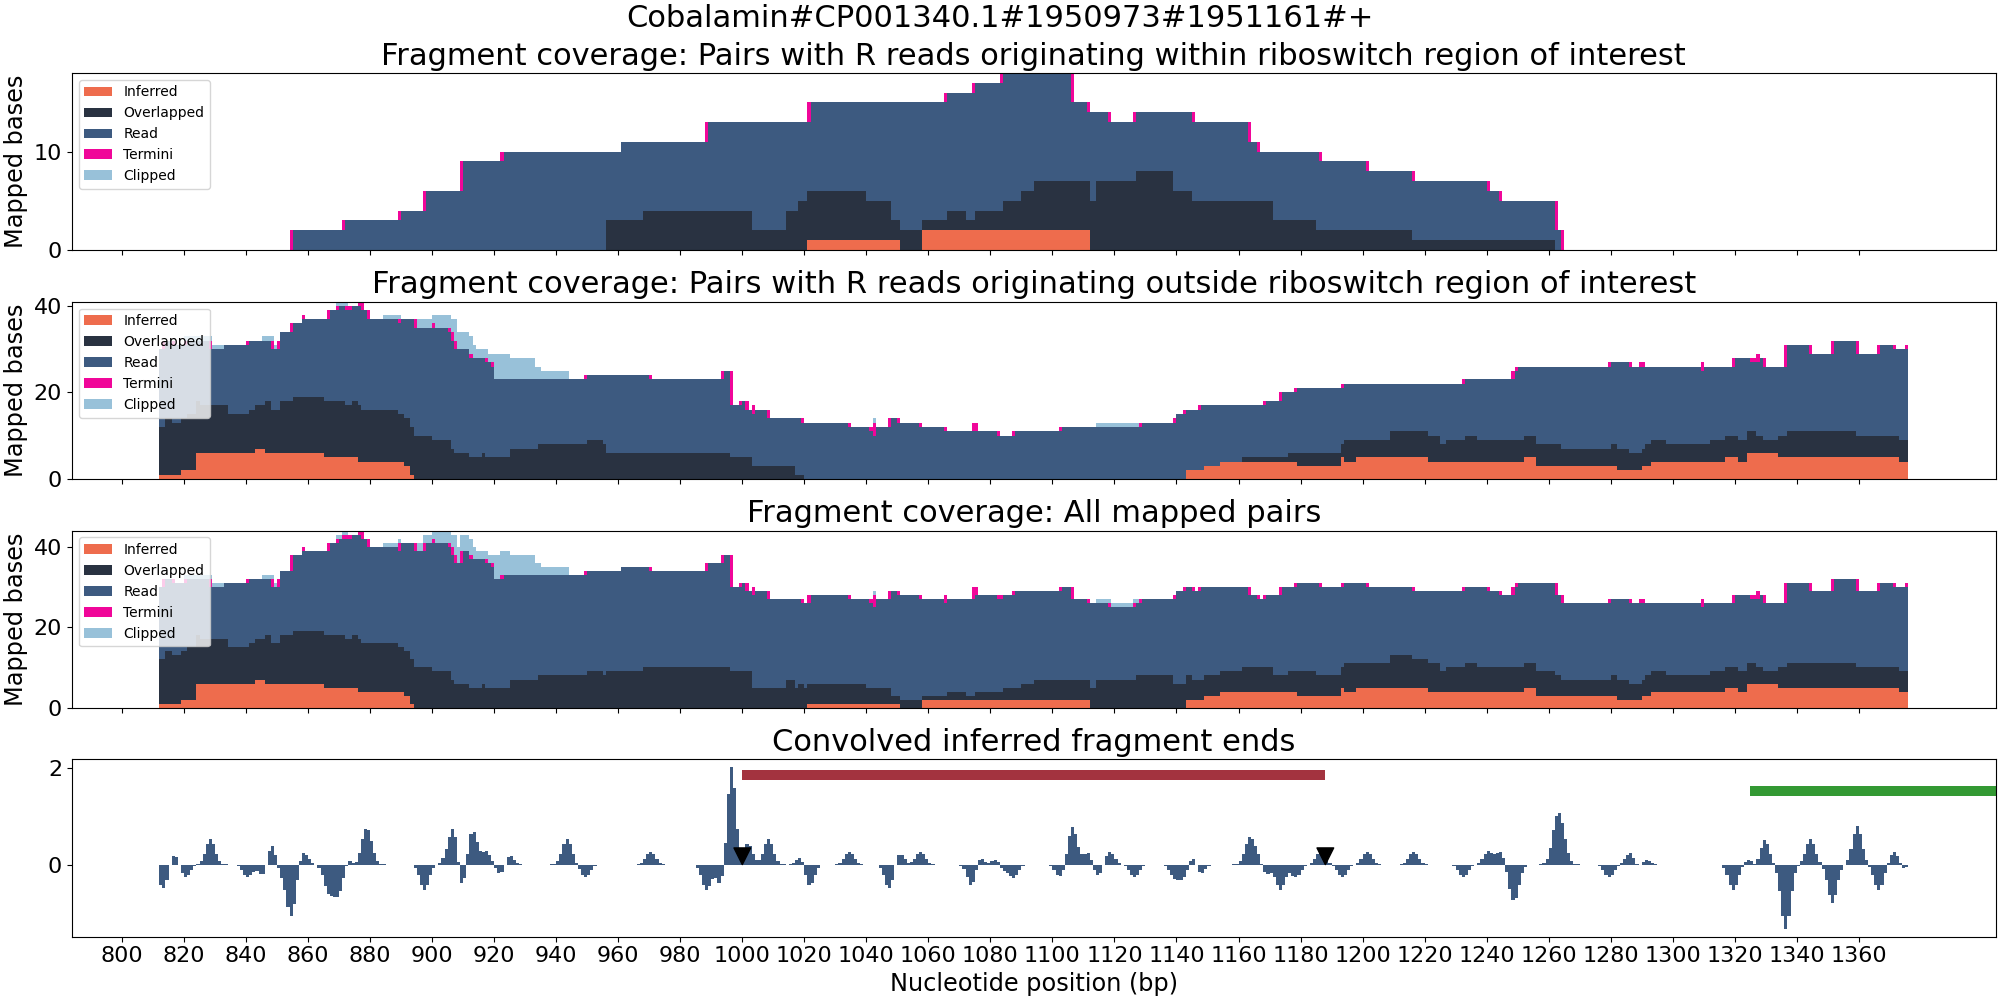 Cobalamin#CP001340.1#1950973#1951161#+
Fragment coverage: Pairs with R reads originating within riboswitch region of interest
Mapped bases
10
0
Inferred
Overlapped
Read
Termini
Clipped
Fragment coverage: Pairs with R reads originating outside riboswitch region of interest
Mapped bases
40
20
0
Inferred
Overlapped
Read
Termini
Clipped
Fragment coverage: All mapped pairs
Mapped bases
40
20
0
Inferred
Overlapped
Read
Termini
Clipped
Convolved inferred fragment ends
2
0
800 820 840 860 880 900 920 940 960 980 1000 1020 1040 1060 1080 1100 1120 1140 1160 1180 1200 1220 1240 1260 1280 1300 1320 1340 1360
Nucleotide position (bp)